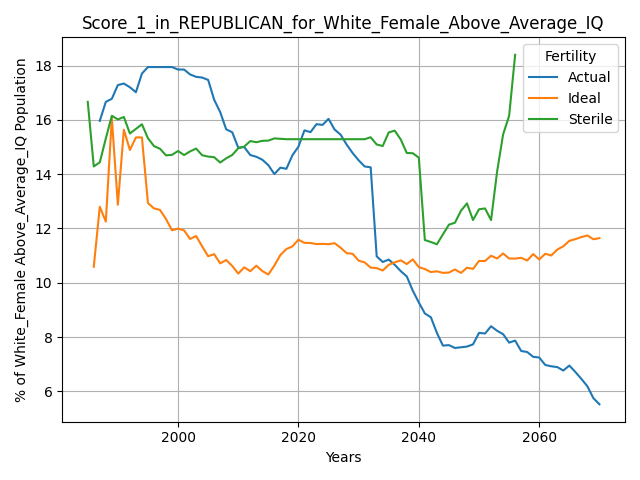 Score_1_in_REPUBLICAN_for_White_Female_Above_Average_IQ
% of White_Female Above_Average_IQ Population
18
16
14
12
10
8
6
Fertility
Actual
Ideal
Sterile
2000 2020 2040 2060
Years